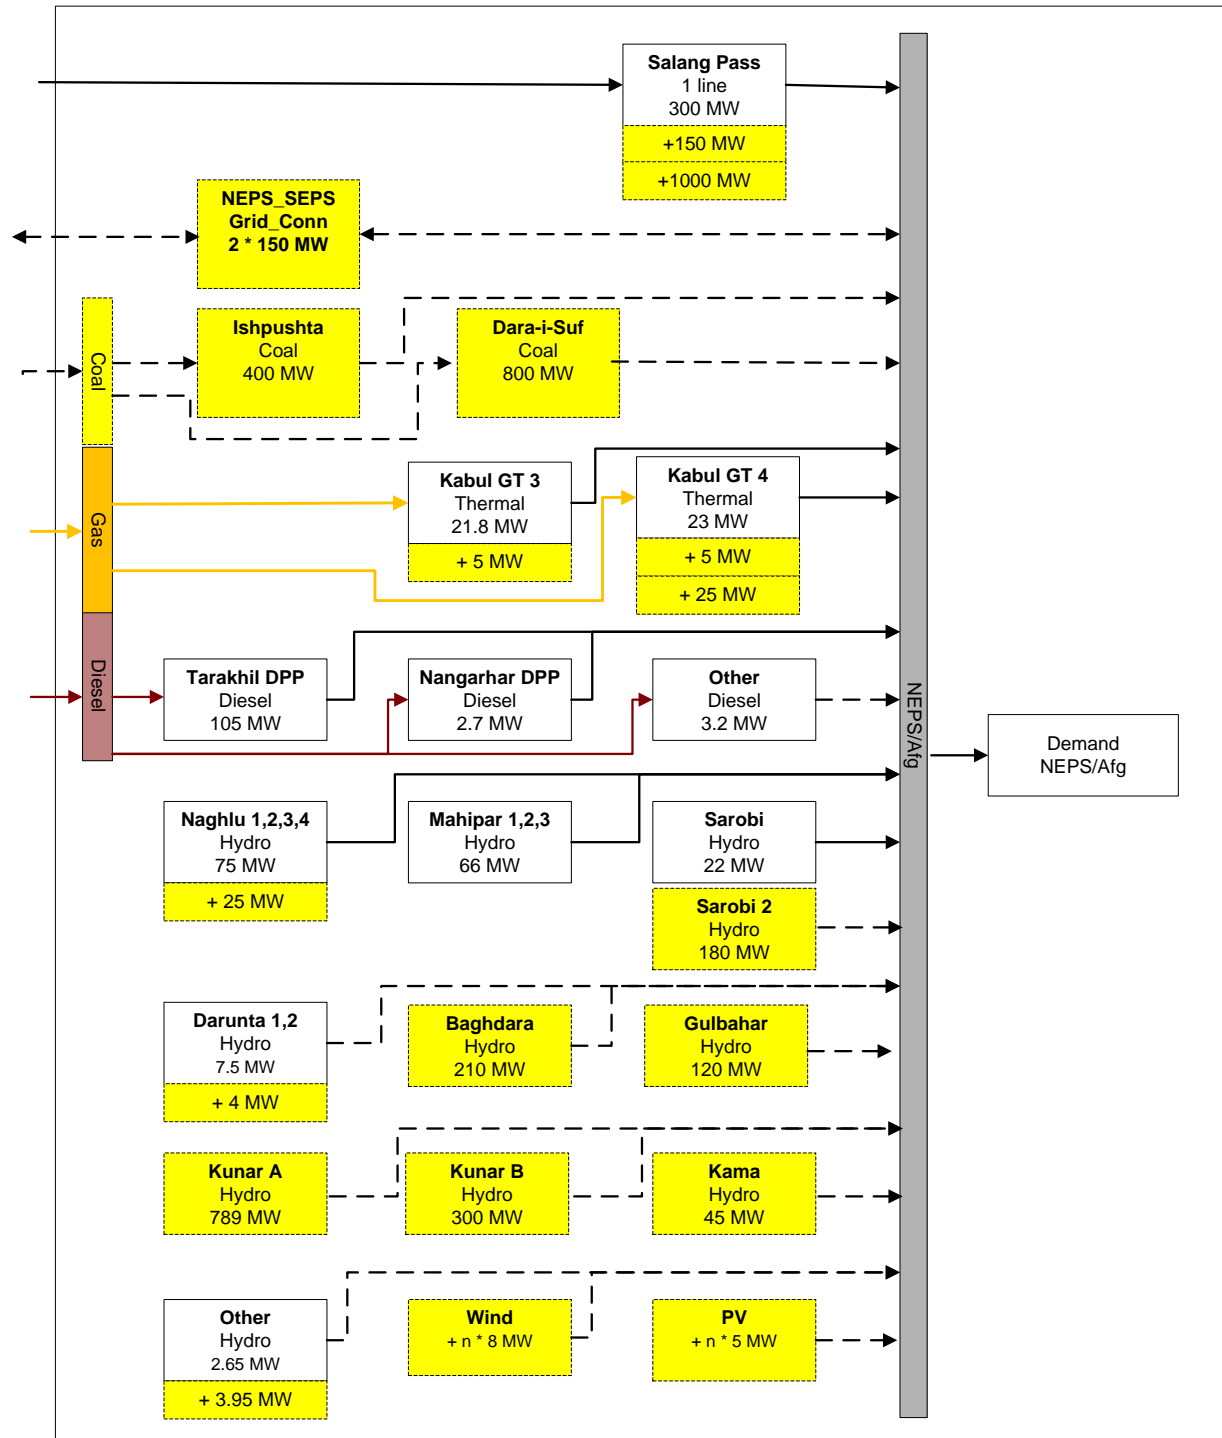 Salang Pass
1 line
300 MW
+150 MW
+1000 MW
NEPS_SEPS
Grid_Conn
2 * 150 MW
Coal
Ishpushta
Coal
400 MW
Dara-i-Suf
Coal
800 MW
Gas
Kabul GT 3
Thermal
21.8 MW
+ 5 MW
Kabul GT 4
Thermal
23 MW
+ 5 MW
+ 25 MW
Diesel
Tarakhil DPP
Diesel
105 MW
Nangarhar DPP
Diesel
2.7 MW
Other
Diesel
3.2 MW
NEPS/Afg
Demand
NEPS/Afg
Naghlu 1,2,3,4
Hydro
75 MW
+ 25 MW
Mahipar 1,2,3
Hydro
66 MW
Sarobi
Hydro
22 MW
Sarobi 2
Hydro
180 MW
Darunta 1,2
Hydro
7.5 MW
+ 4 MW
Baghdara
Hydro
210 MW
Gulbahar
Hydro
120 MW
Kunar A
Hydro
789 MW
Kunar B
Hydro
300 MW
Kama
Hydro
45 MW
Other
Hydro
2.65 MW
+ 3.95 MW
Wind
+ n * 8 MW
PV
+ n * 5 MW